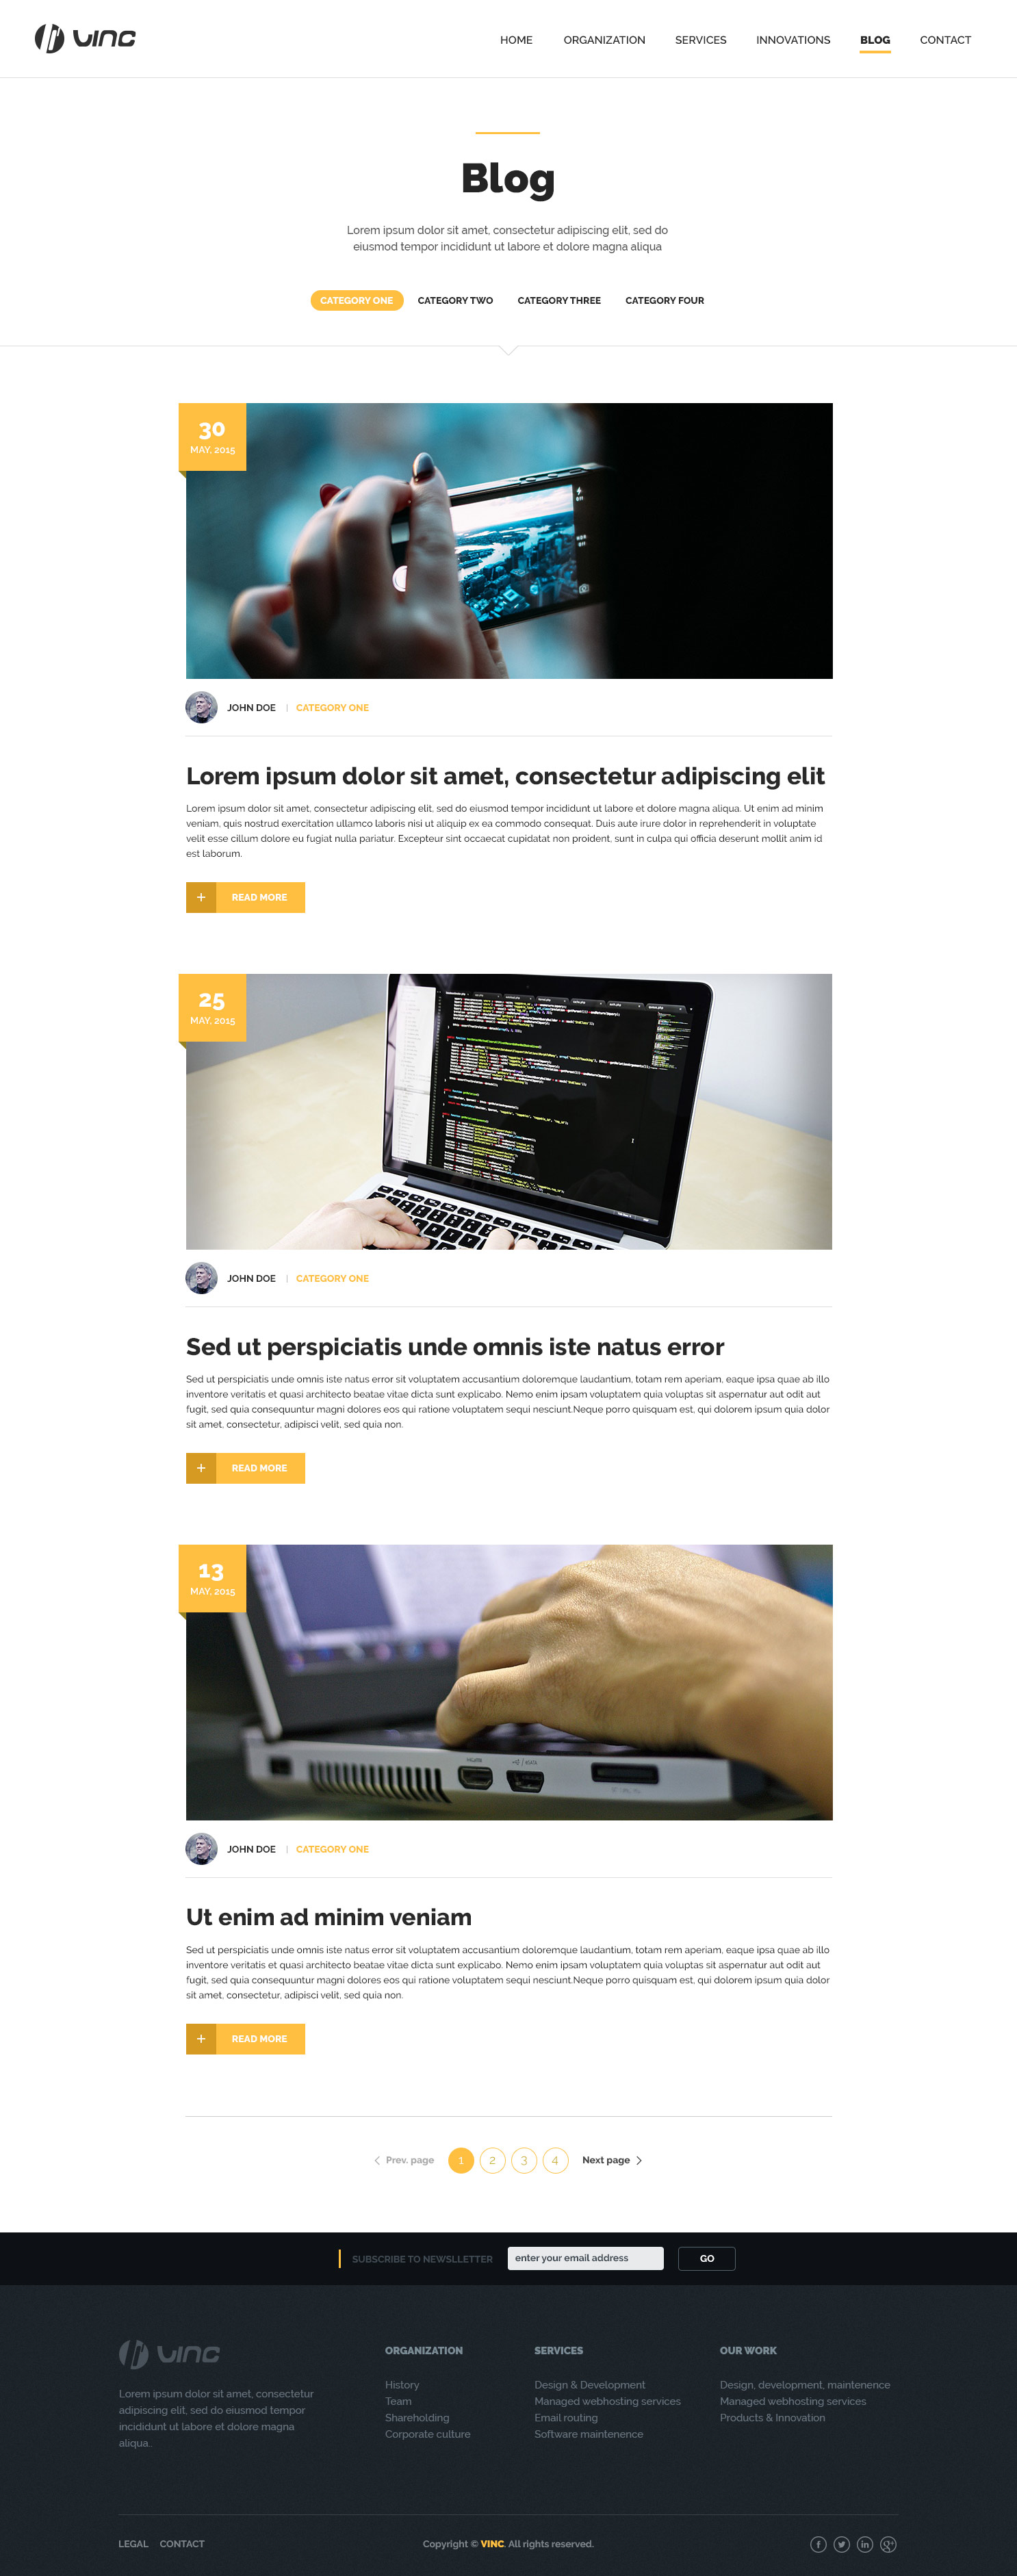 VINC
HOME ORGANIZATION SERVICES INNOVATIONS BLOG CONTACT
Blog
Lorem ipsum dolor sit amet, consectetur adipiscing elit, sed do
eiusmod tempor incididunt ut labore et dolore magna aliqua
CATEGORY ONE CATEGORY TWO CATEGORY THREE CATEGORY FOUR
30
MAY, 2015
JOHN DOE | CATEGORY ONE
Lorem ipsum dolor sit amet, consectetur adipiscing elit
Lorem ipsum dolor sit amet, consectetur adipiscing elit, sed do eiusmod tempor incididunt ut labore et dolore magna aliqua. Ut enim ad minim
veniam, quis nostrud exercitation ullamco laboris nisi ut aliquip ex ea commodo consequat. Duis aute irure dolor in reprehenderit in voluptate
velit esse cillum dolore eu fugiat nulla pariatur. Excepteur sint occaecat cupidatat non proident, sunt in culpa qui officia deserunt mollit anim id
est laborum.
+ READ MORE
25
MAY, 2015
JOHN DOE | CATEGORY ONE
Sed ut perspiciatis unde omnis iste natus error
Sed ut perspiciatis unde omnis iste natus error sit voluptatem accusantium doloremque laudantium, totam rem aperiam, eaque ipsa quae ab illo
inventore veritatis et quasi architecto beatae vitae dicta sunt explicabo. Nemo enim ipsam voluptatem quia voluptas sit aspernatur aut odit aut
fugit, sed quia consequuntur magni dolores eos qui ratione voluptatem sequi nesciunt.Neque porro quisquam est, qui dolorem ipsum quia dolor
sit amet, consectetur, adipisci velit, sed quia non.
+ READ MORE
13
MAY, 2015
JOHN DOE | CATEGORY ONE
Ut enim ad minim veniam
Sed ut perspiciatis unde omnis iste natus error sit voluptatem accusantium doloremque laudantium, totam rem aperiam, eaque ipsa quae ab illo
inventore veritatis et quasi architecto beatae vitae dicta sunt explicabo. Nemo enim ipsam voluptatem quia voluptas sit aspernatur aut odit aut
fugit, sed quia consequuntur magni dolores eos qui ratione voluptatem sequi nesciunt.Neque porro quisquam est, qui dolorem ipsum quia dolor
sit amet, consectetur, adipisci velit, sed quia non.
+ READ MORE
Prev. page 1 2 3 4 Next page
SUBSCRIBE TO NEWSLLETTER enter your email address GO
VINC
Lorem ipsum dolor sit amet, consectetur
adipiscing elit, sed do eiusmod tempor
incididunt ut labore et dolore magna
aliqua..
ORGANIZATION
History
Team
Shareholding
Corporate culture
SERVICES
Design & Development
Managed webhosting services
Email routing
Software maintenence
OUR WORK
Design, development, maintenence
Managed webhosting services
Products & Innovation
LEGAL CONTACT
Copyright © VINC. All rights reserved.